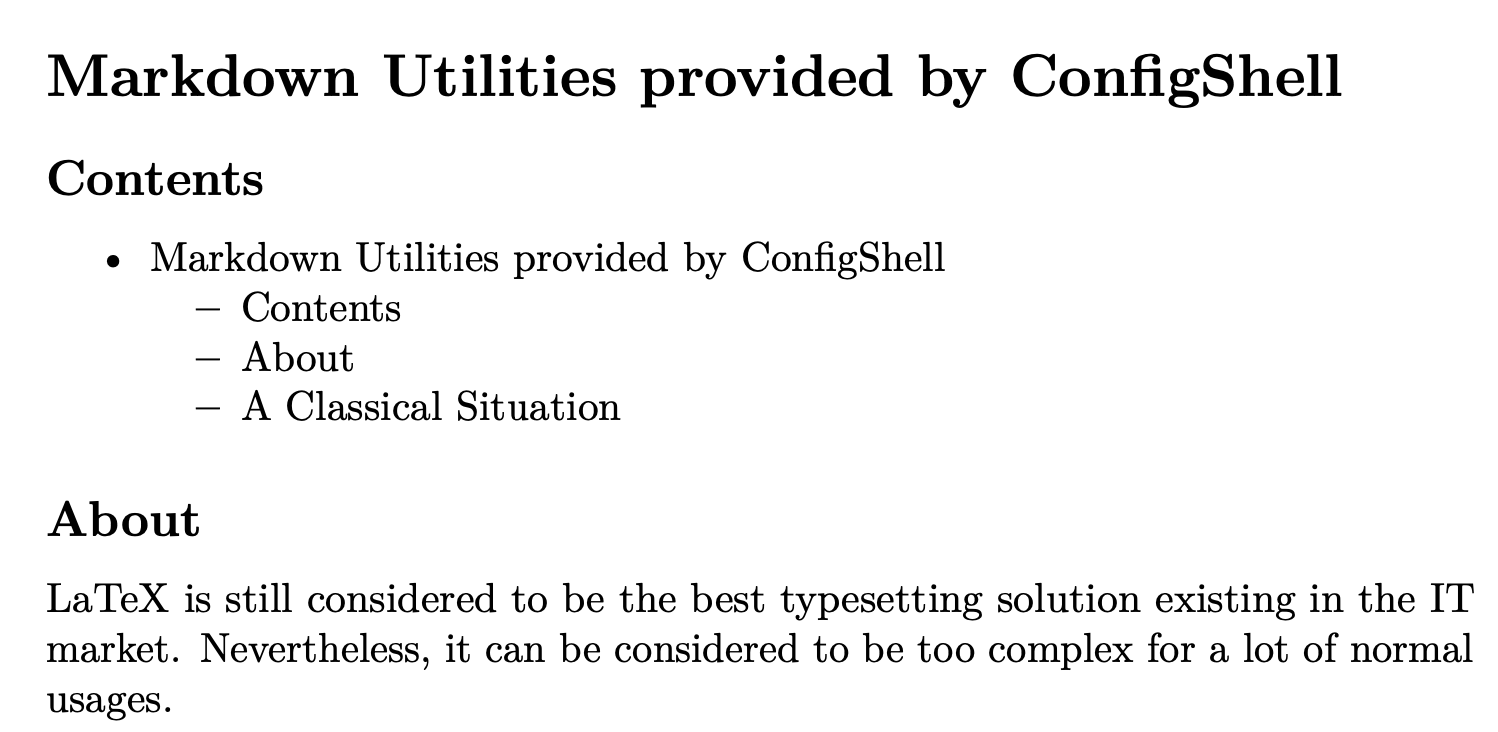 Markdown Utilities provided by ConfigShell
Contents
• Markdown Utilities provided by ConfigShell
– Contents
– About
– A Classical Situation
About
LaTeX is still considered to be the best typesetting solution existing in the IT
market. Nevertheless, it can be considered to be too complex for a lot of normal
usages.